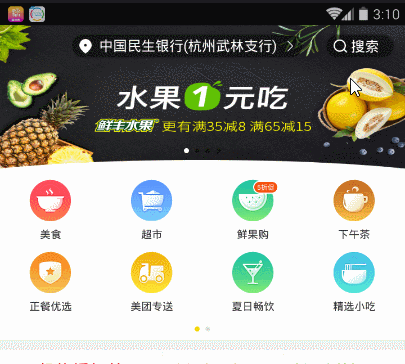 3:10
中国民生银行(杭州武林支行)
搜索
水果1元吃
鲜丰水果 更有满35减8 满65减15
美食
超市
5折起
鲜果购
下午茶
正餐优选
美团专送
夏日畅饮
精选小吃